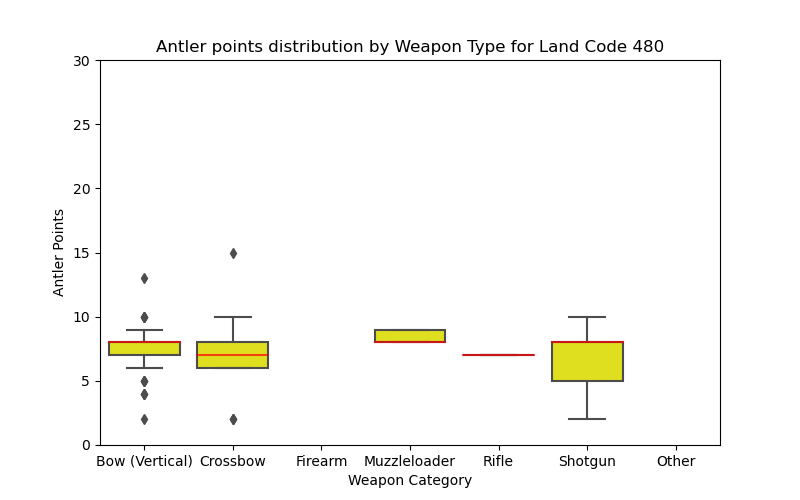 Antler points distribution by Weapon Type for Land Code 480
30
25
20
15
10
5
0
Antler Points
Bow (Vertical) Crossbow Firearm Muzzleloader Rifle Shotgun Other
Weapon Category